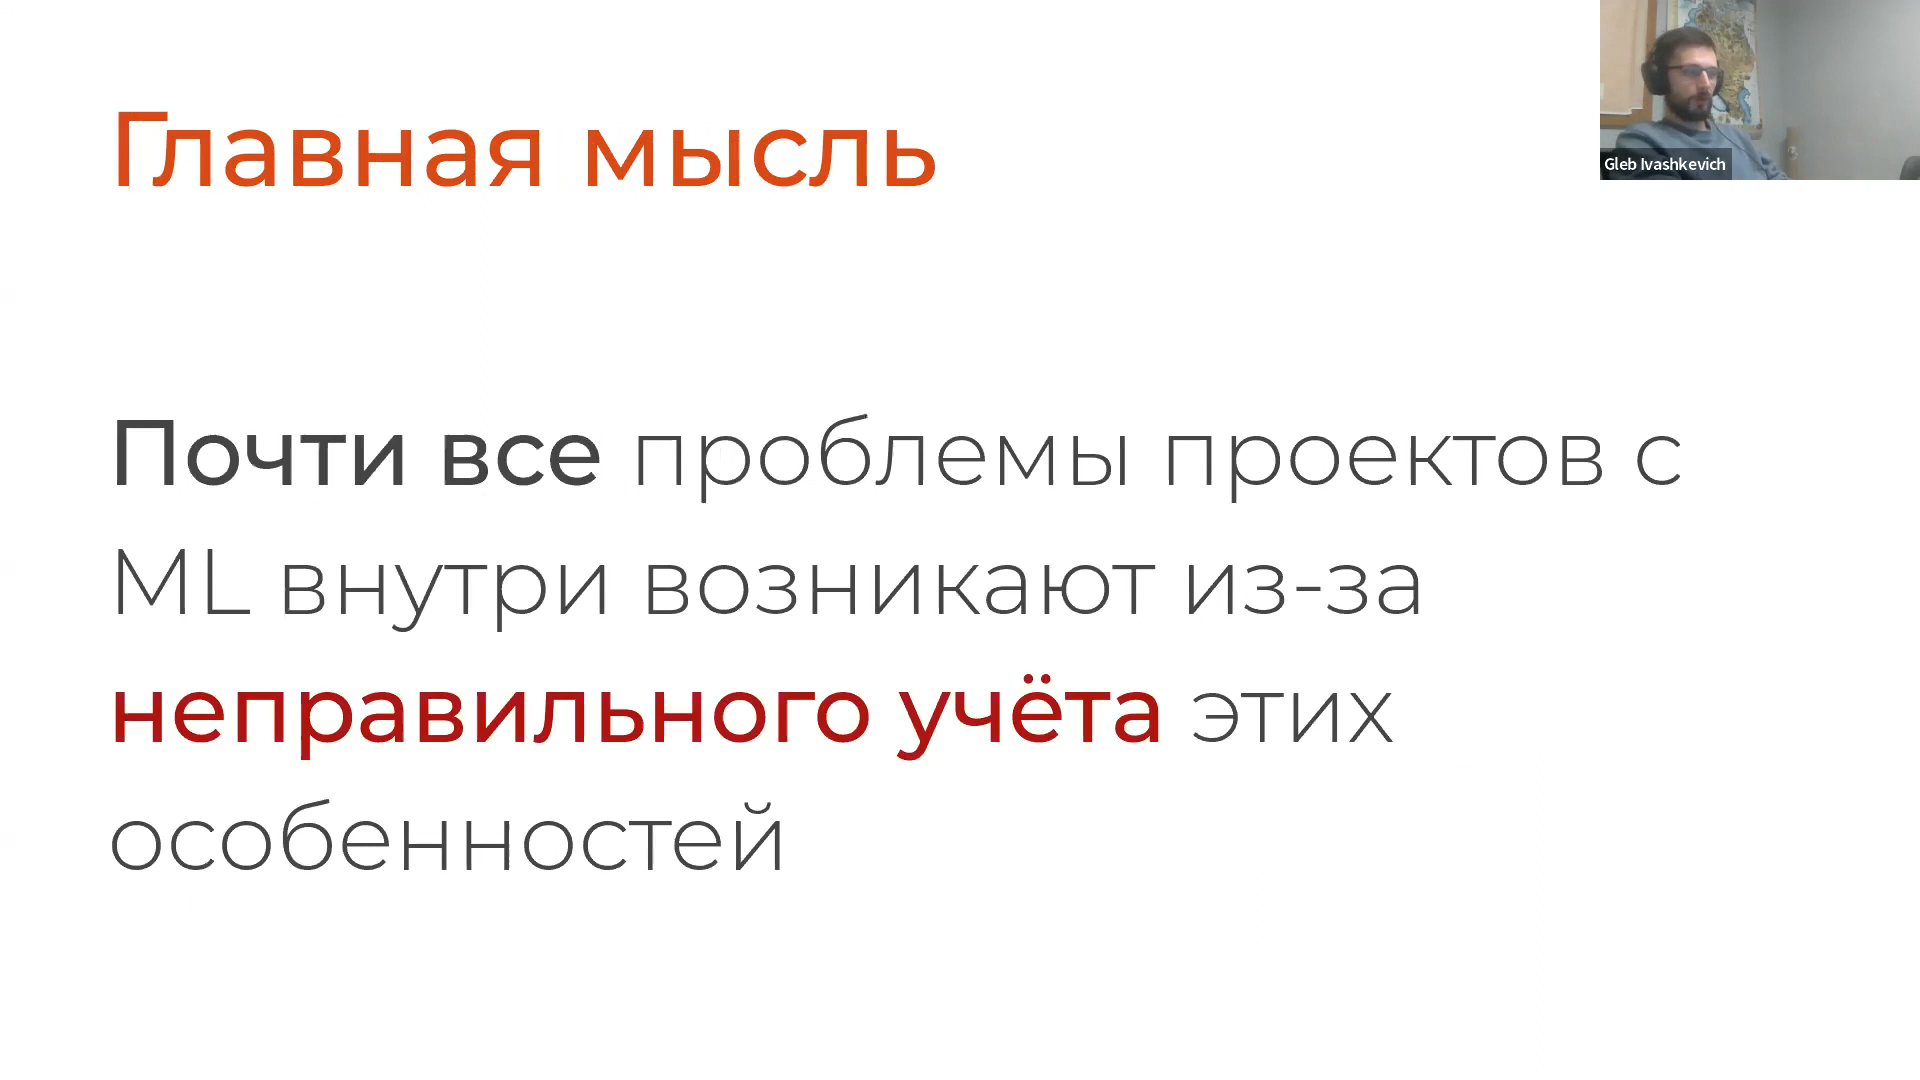 Главная мысль
Gleb Ivashkevich
Почти все проблемы проектов с
ML внутри возникают из-за
неправильного учёта этих
особенностей